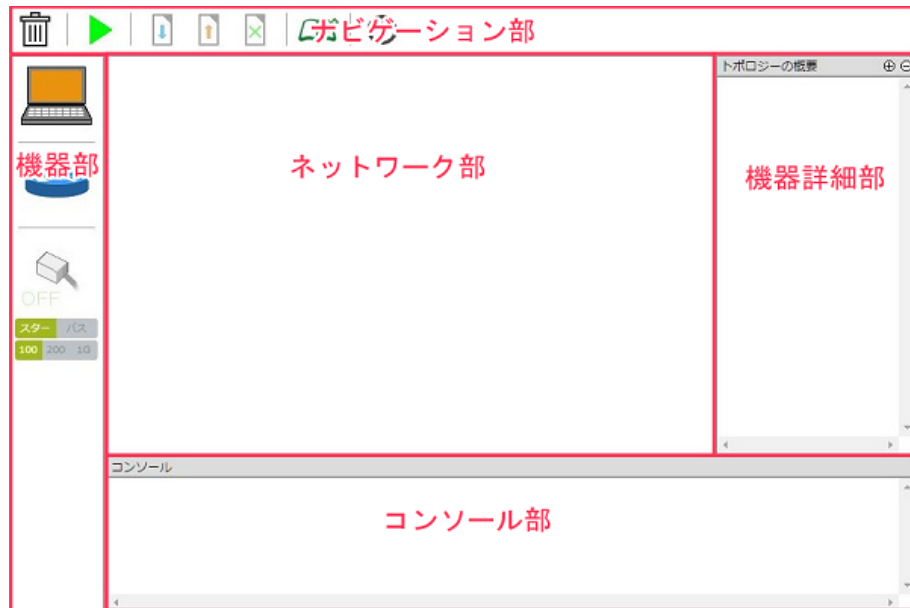 ナビゲーション部
トポロジーの概要
機器部
ネットワーク部
機器詳細部
OFF
スター バス
100 200 1G
コンソール
コンソール部